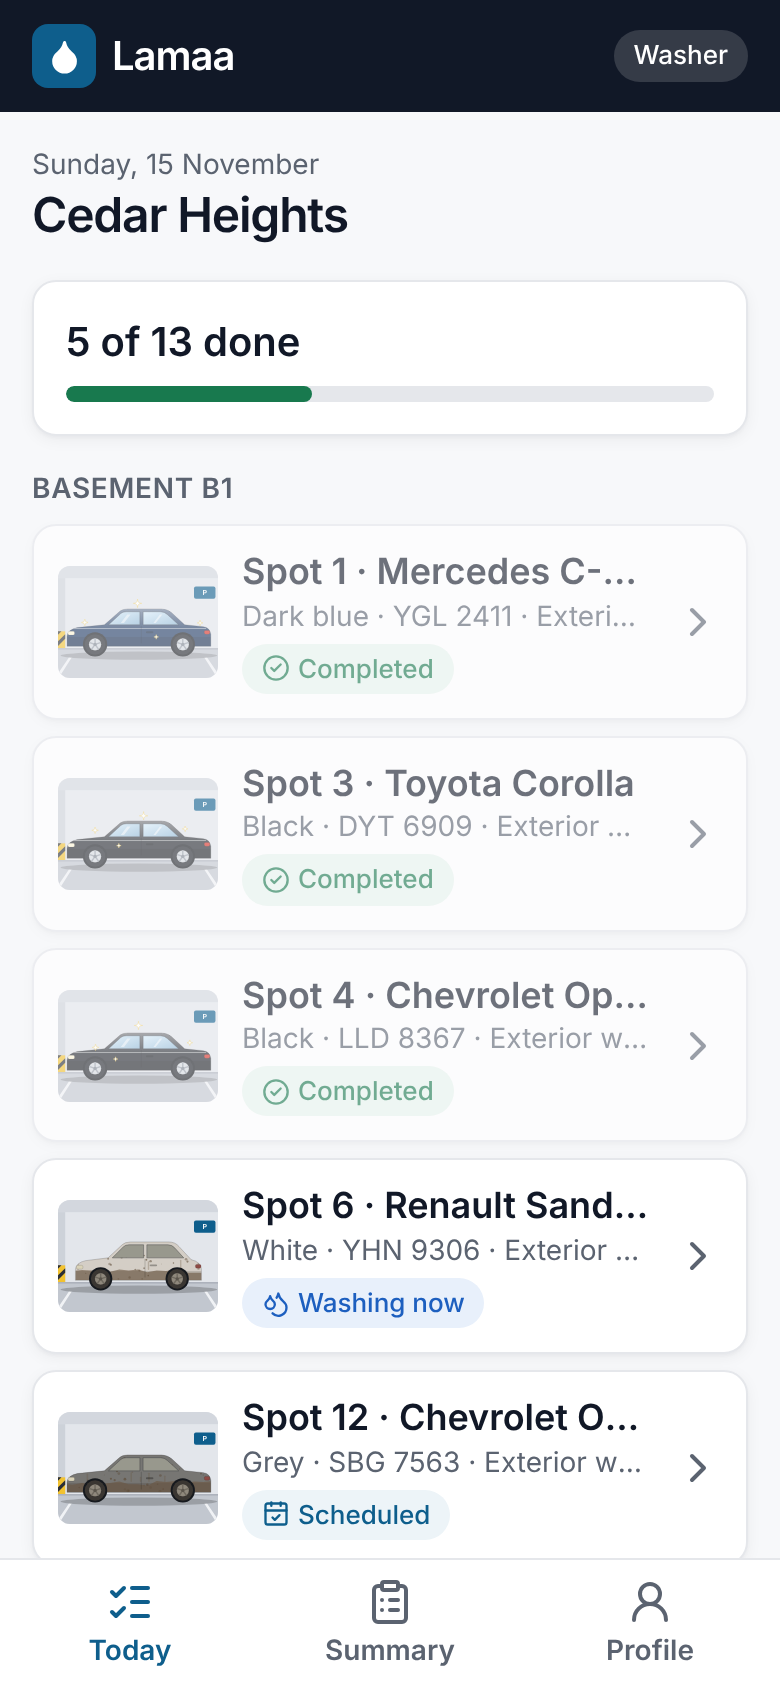 Lamaa
Washer
Sunday, 15 November
Cedar Heights
5 of 13 done
BASEMENT B1
P
Spot 1 · Mercedes C-...
Dark blue · YGL 2411 · Exteri...
Completed
P
Spot 3 · Toyota Corolla
Black · DYT 6909 · Exterior ...
Completed
P
Spot 4 · Chevrolet Op...
Black · LLD 8367 · Exterior w...
Completed
P
Spot 6 · Renault Sand...
White · YHN 9306 · Exterior ...
Washing now
P
Spot 12 · Chevrolet O...
Grey · SBG 7563 · Exterior w...
Scheduled
Today
Summary
Profile